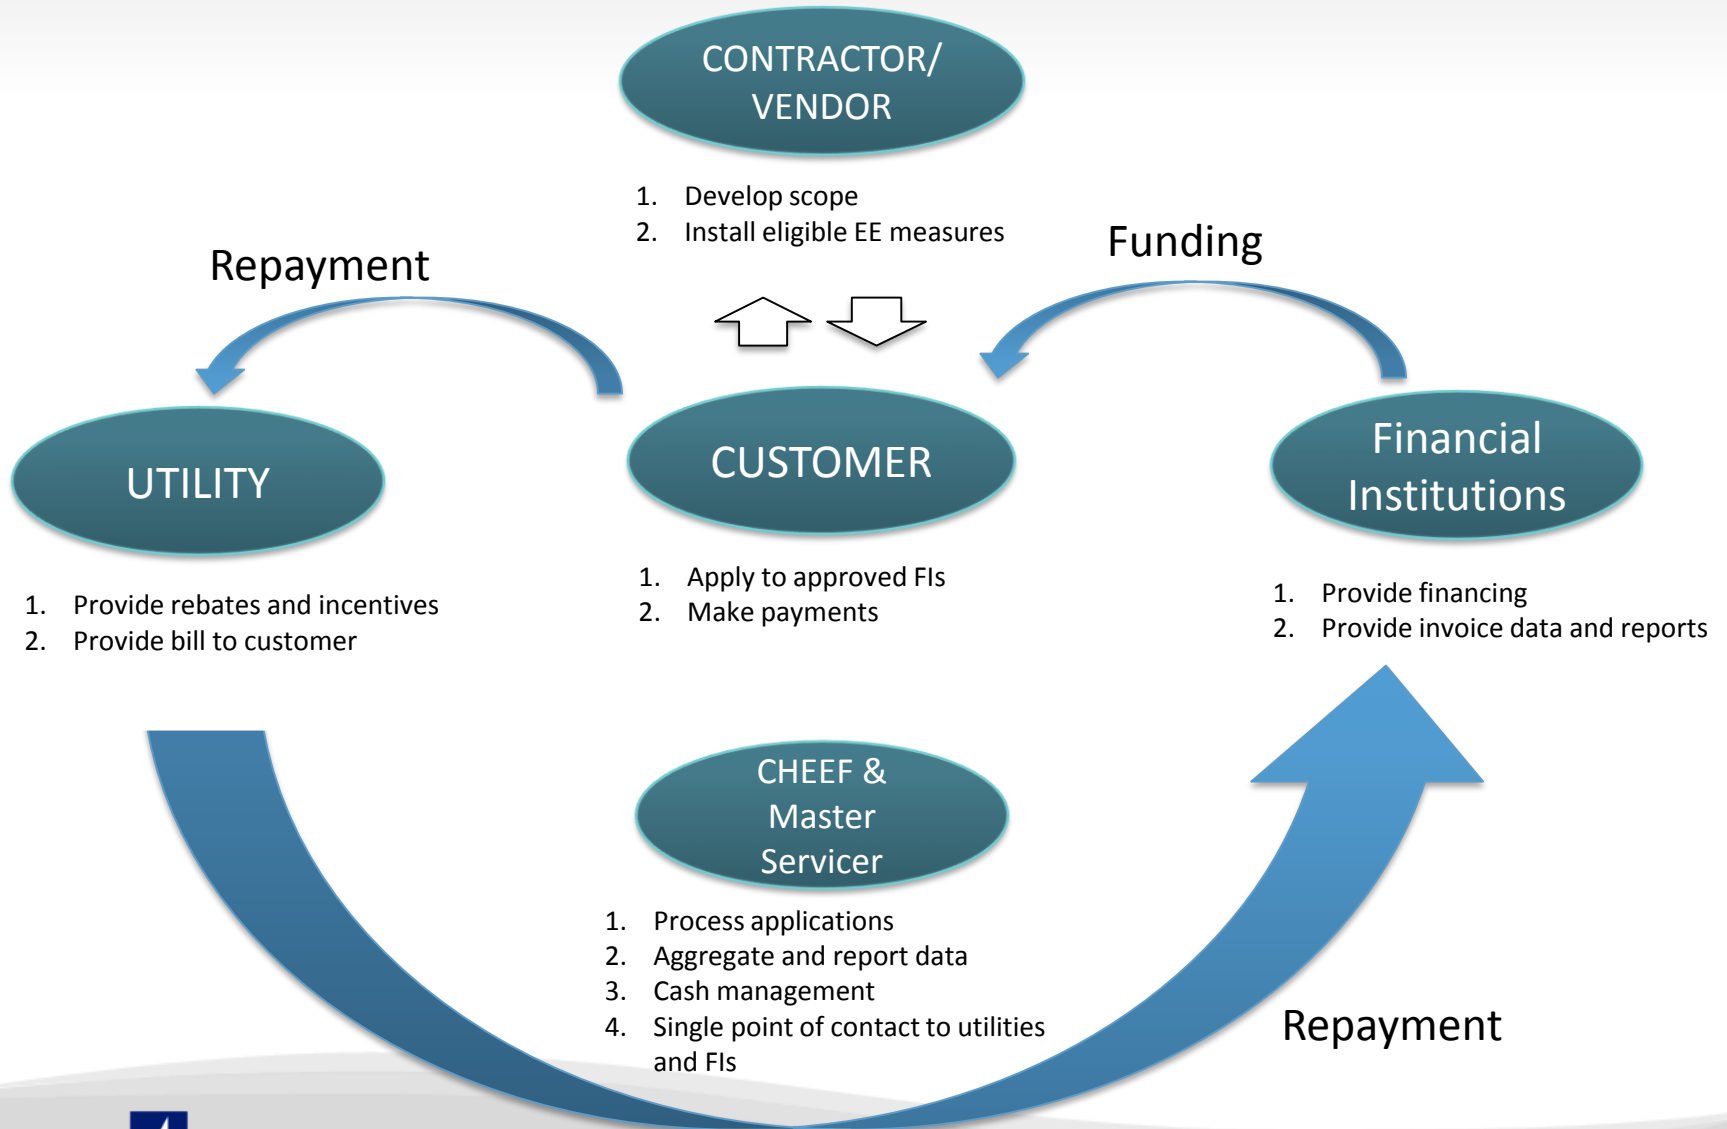 CONTRACTOR/
VENDOR
1. Develop scope
2. Install eligible EE measures
Repayment
Funding
UTILITY
1. Provide rebates and incentives
2. Provide bill to customer
CUSTOMER
1. Apply to approved FIs
2. Make payments
Financial
Institutions
1. Provide financing
2. Provide invoice data and reports
CHEEF &
Master
Servicer
1. Process applications
2. Aggregate and report data
3. Cash management
4. Single point of contact to utilities
and FIs
Repayment